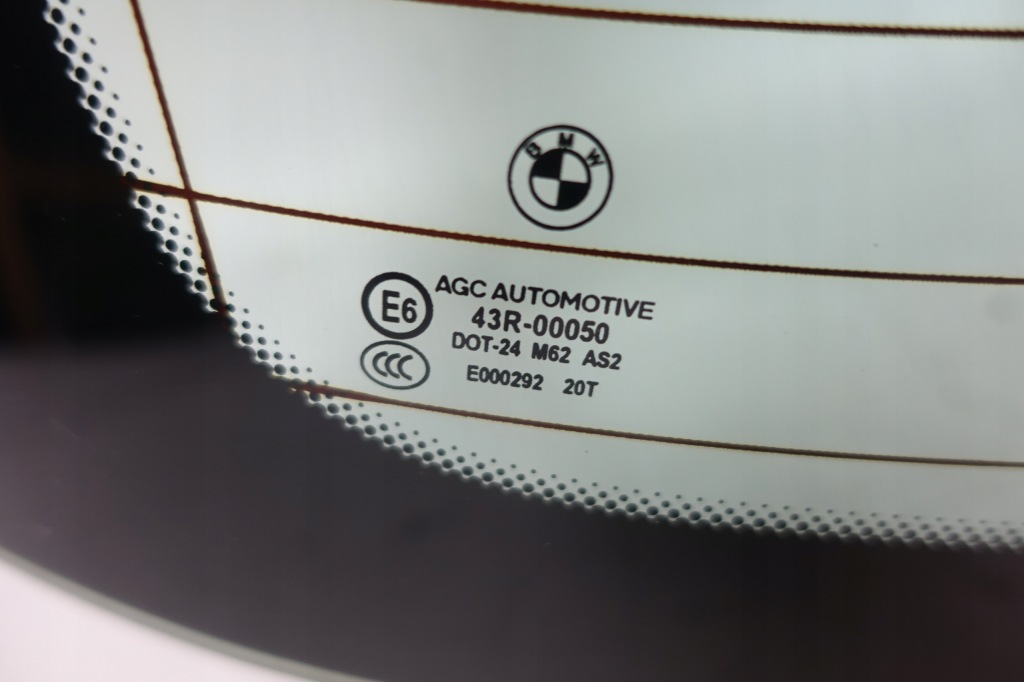 BMW
E6
AGC AUTOMOTIVE
43R-00050
DOT-24 M62 AS2
CCC
E000292 20T